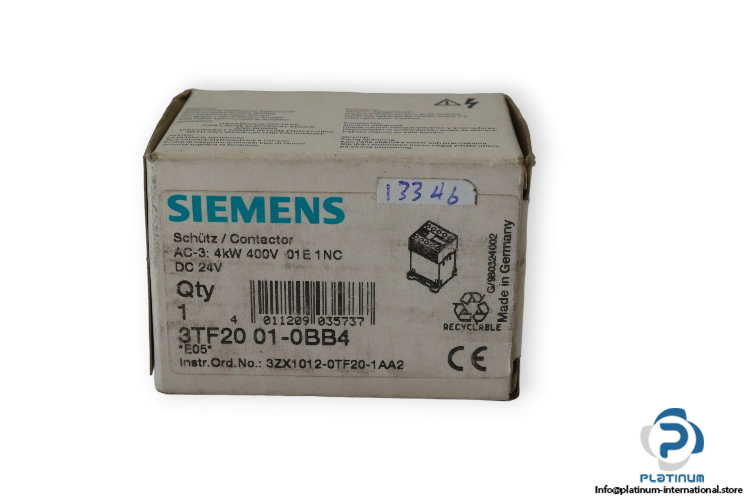 13346
SIEMENS
Schütz / Contactor
AC-3: 4kW 400V 01E 1NC
DC 24V
Qty
1
4 011209 035737
3TF20 01-0BB4
*E05*
Instr.Ord.No.: 3ZX1012-0TF20-1AA2
RECYCLABLE
G/980324002
Made in Germany
CE
PLATINUM
Info@platinum-international.store